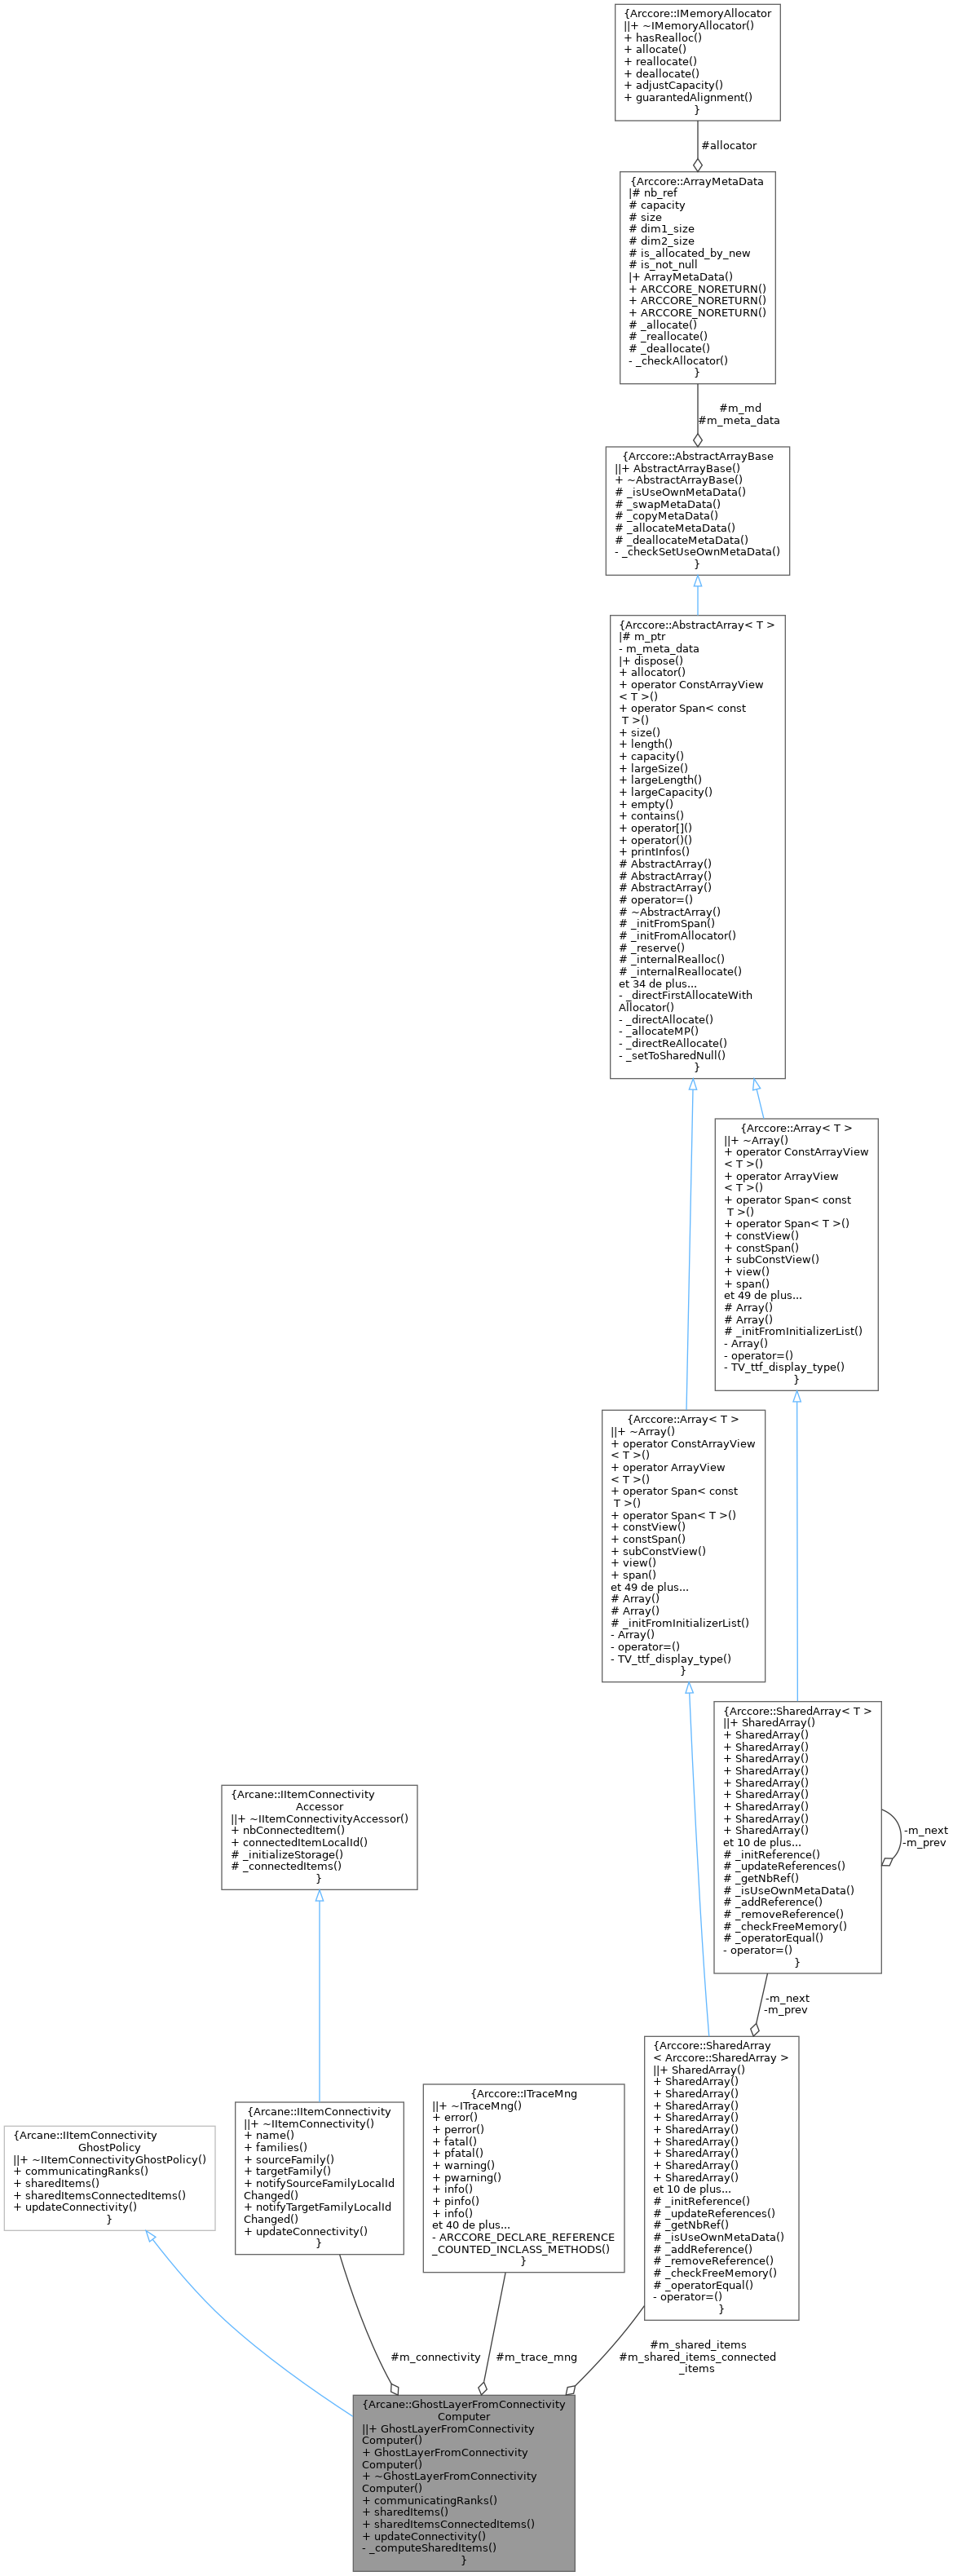 {Arccore::IMemoryAllocator
||+ ~IMemoryAllocator()
+ hasRealloc()
+ allocate()
+ reallocate()
+ deallocate()
+ adjustCapacity()
+ guarantedAlignment()
}
#allocator
{Arccore::ArrayMetaData
|# nb_ref
# capacity
# size
# dim1_size
# dim2_size
# is_allocated_by_new
# is_not_null
|+ ArrayMetaData()
+ ARCCORE_NORETURN()
+ ARCCORE_NORETURN()
+ ARCCORE_NORETURN()
# _allocate()
# _reallocate()
# _deallocate()
- _checkAllocator()
}
#m_md
#m_meta_data
{Arccore::AbstractArrayBase
||+ AbstractArrayBase()
+ ~AbstractArrayBase()
# _isUseOwnMetaData()
# _swapMetaData()
# _copyMetaData()
# _allocateMetaData()
# _deallocateMetaData()
- _checkSetUseOwnMetaData()
}
{Arccore::AbstractArray< T >
|# m_ptr
- m_meta_data
|+ dispose()
+ allocator()
+ operator ConstArrayView
< T >()
+ operator Span< const
T >()
+ size()
+ length()
+ capacity()
+ largeSize()
+ largeLength()
+ largeCapacity()
+ empty()
+ contains()
+ operator[]()
+ operator()()
+ printInfos()
# AbstractArray()
# AbstractArray()
# AbstractArray()
# operator=()
# ~AbstractArray()
# _initFromSpan()
# _initFromAllocator()
# _reserve()
# _internalRealloc()
# _internalReallocate()
et 34 de plus...
- _directFirstAllocateWith
Allocator()
- _directAllocate()
- _allocateMP()
- _directReAllocate()
- _setToSharedNull()
}
{Arccore::Array< T >
||+ ~Array()
+ operator ConstArrayView
< T >()
+ operator ArrayView
< T >()
+ operator Span< const
T >()
+ operator Span< T >()
+ constView()
+ constSpan()
+ subConstView()
+ view()
+ span()
et 49 de plus...
# Array()
# Array()
# _initFromInitializerList()
- Array()
- operator=()
- TV_ttf_display_type()
}
{Arccore::Array< T >
||+ ~Array()
+ operator ConstArrayView
< T >()
+ operator ArrayView
< T >()
+ operator Span< const
T >()
+ operator Span< T >()
+ constView()
+ constSpan()
+ subConstView()
+ view()
+ span()
et 49 de plus...
# Array()
# Array()
# _initFromInitializerList()
- Array()
- operator=()
- TV_ttf_display_type()
}
{Arccore::SharedArray< T >
||+ SharedArray()
+ SharedArray()
+ SharedArray()
+ SharedArray()
+ SharedArray()
+ SharedArray()
+ SharedArray()
+ SharedArray()
+ SharedArray()
+ SharedArray()
et 10 de plus...
# _initReference()
# _updateReferences()
# _getNbRef()
# _isUseOwnMetaData()
# _addReference()
# _removeReference()
# _checkFreeMemory()
# _operatorEqual()
- operator=()
}
-m_next
-m_prev
-m_next
-m_prev
{Arcane::IItemConnectivity
Accessor
||+ ~IItemConnectivityAccessor()
+ nbConnectedItem()
+ connectedItemLocalId()
# _initializeStorage()
# _connectedItems()
}
{Arccore::SharedArray
< Arccore::SharedArray >
||+ SharedArray()
+ SharedArray()
+ SharedArray()
+ SharedArray()
+ SharedArray()
+ SharedArray()
+ SharedArray()
+ SharedArray()
+ SharedArray()
+ SharedArray()
et 10 de plus...
# _initReference()
# _updateReferences()
# _getNbRef()
# _isUseOwnMetaData()
# _addReference()
# _removeReference()
# _checkFreeMemory()
# _operatorEqual()
- operator=()
}
{Arcane::IItemConnectivity
GhostPolicy
||+ ~IItemConnectivityGhostPolicy()
+ communicatingRanks()
+ sharedItems()
+ sharedItemsConnectedItems()
+ updateConnectivity()
}
{Arcane::IItemConnectivity
||+ ~IItemConnectivity()
+ name()
+ families()
+ sourceFamily()
+ targetFamily()
+ notifySourceFamilyLocalId
Changed()
+ notifyTargetFamilyLocalId
Changed()
+ updateConnectivity()
}
{Arccore::ITraceMng
||+ ~ITraceMng()
+ error()
+ perror()
+ fatal()
+ pfatal()
+ warning()
+ pwarning()
+ info()
+ pinfo()
+ info()
et 40 de plus...
- ARCCORE_DECLARE_REFERENCE
_COUNTED_INCLASS_METHODS()
}
#m_connectivity
#m_trace_mng
#m_shared_items
#m_shared_items_connected
_items
{Arcane::GhostLayerFromConnectivity
Computer
||+ GhostLayerFromConnectivity
Computer()
+ GhostLayerFromConnectivity
Computer()
+ ~GhostLayerFromConnectivity
Computer()
+ communicatingRanks()
+ sharedItems()
+ sharedItemsConnectedItems()
+ updateConnectivity()
- _computeSharedItems()
}